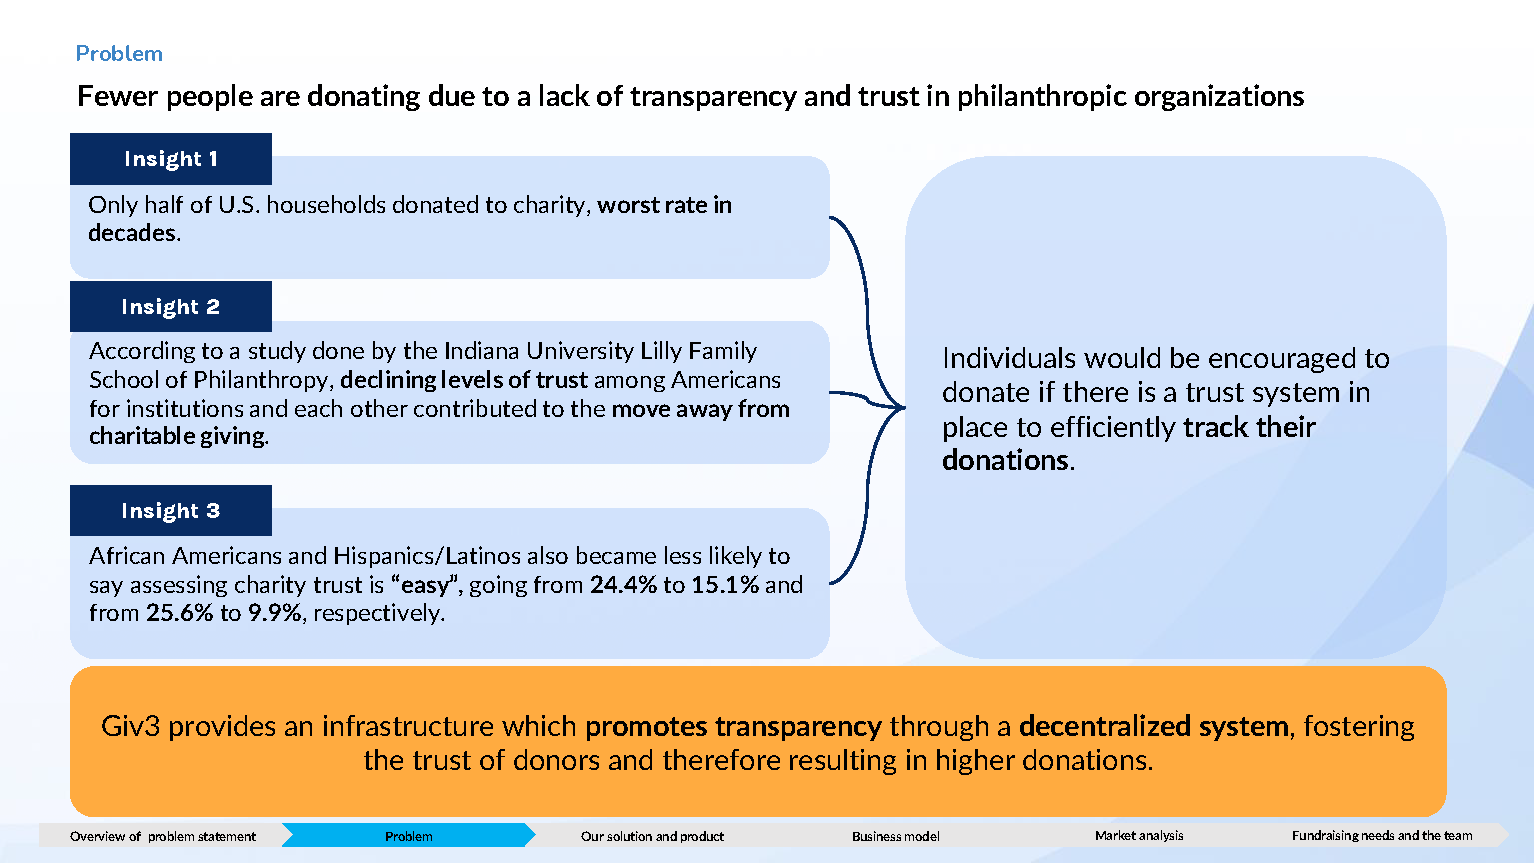 Problem
Fewer people are donating due to a lack of transparency and trust in philanthropic organizations
Insight 1
Only half of U.S. households donated to charity, worst rate in
decades.
Insight 2
According to a study done by the Indiana University Lilly Family
School of Philanthropy, declining levels of trust among Americans
for institutions and each other contributed to the move away from
charitable giving.
Insight 3
African Americans and Hispanics/Latinos also became less likely to
say assessing charity trust is “easy”, going from 24.4% to 15.1% and
from 25.6% to 9.9%, respectively.
Individuals would be encouraged to
donate if there is a trust system in
place to efficiently track their
donations.
Giv3 provides an infrastructure which promotes transparency through a decentralized system, fostering
the trust of donors and therefore resulting in higher donations.
Overview of problem statement
Problem
Our solution and product
Business model
Market analysis
Fundraising needs and the team